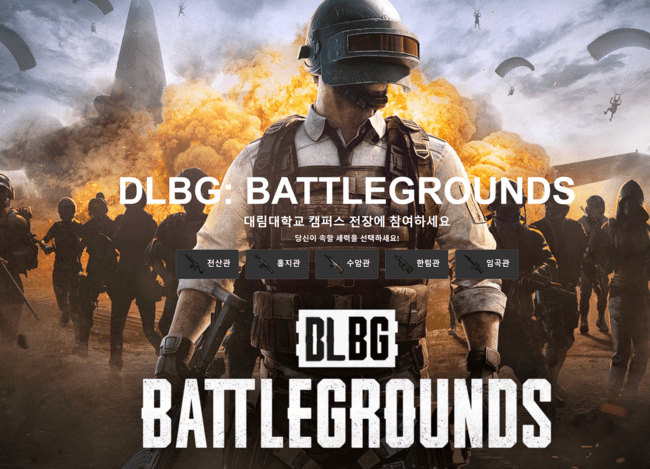 DLBG: BATTLEGROUNDS
대림대학교 캠퍼스 전장에 참여하세요
당신이 속할 세력을 선택하세요!
전산관 홍지관 수암관 한림관 임곡관
DLBG
BATTLEGROUNDS